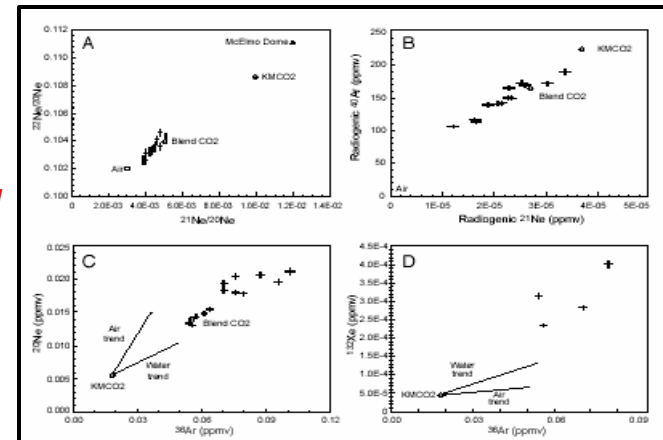 A
0.112
0.108
0.106
0.104
0.102
0.100
22Ne/20Ne
McElmo Dome
KMCO2
Blend CO2
Air
2.0E-03
4.0E-03
6.0E-03
8.0E-03
1.0E-02
1.2E-02
1.4E-02
21Ne/20Ne
B
250
200
150
100
50
0
Radiogenic 40Ar (ppmv)
KMCO2
Blend CO2
Air
1E-05
2E-05
3E-05
4E-05
5E-05
Radiogenic 21Ne (ppmv)
C
0.025
0.020
0.015
0.010
0.005
0.000
20Ne (ppmv)
Air
trend
Blend CO2
Water
trend
KMCO2
0.00
0.03
0.06
0.09
0.12
36Ar (ppmv)
D
4.5E-4
4.0E-4
3.5E-4
3.0E-4
2.5E-4
2.0E-4
1.5E-4
1.0E-4
5.0E-5
0.0
132Xe (ppmv)
Water
trend
KMCO2
Air
trend
0.00
0.03
0.06
0.09
36Ar (ppmv)